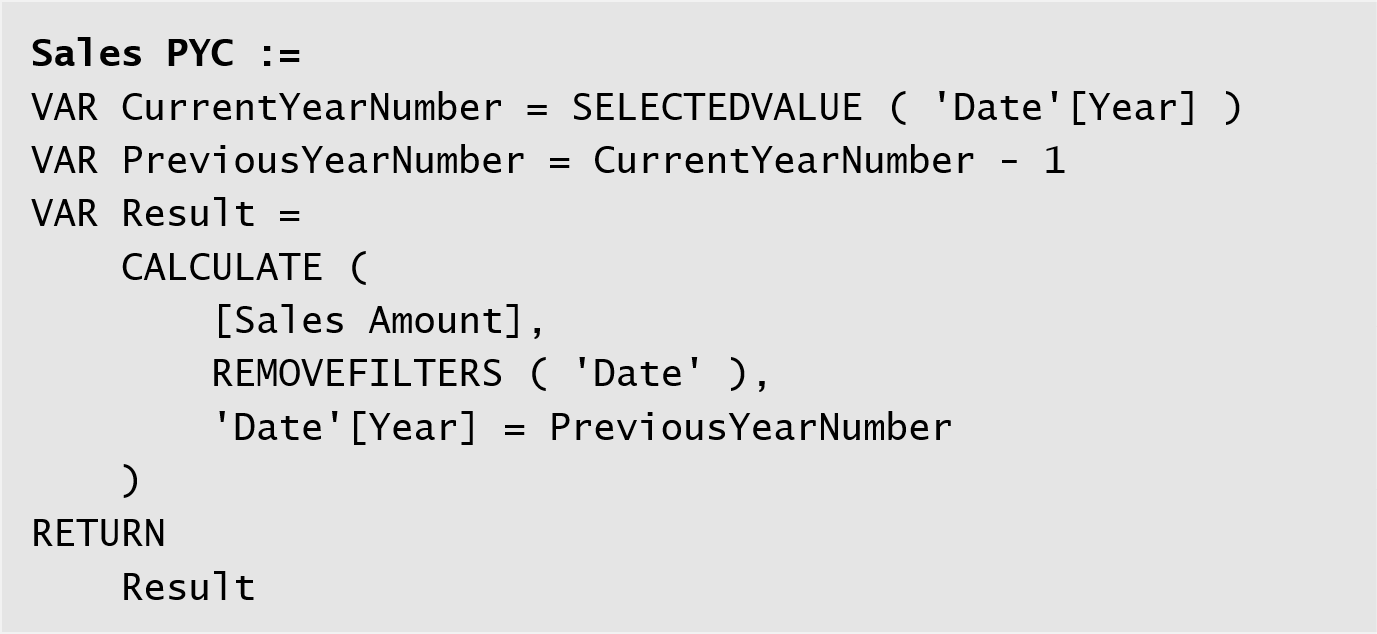 Sales PYC :=
VAR CurrentYearNumber = SELECTEDVALUE ( 'Date'[Year] )
VAR PreviousYearNumber = CurrentYearNumber - 1
VAR Result =
    CALCULATE (
        [Sales Amount],
        REMOVEFILTERS ( 'Date' ),
        'Date'[Year] = PreviousYearNumber
    )
RETURN
    Result